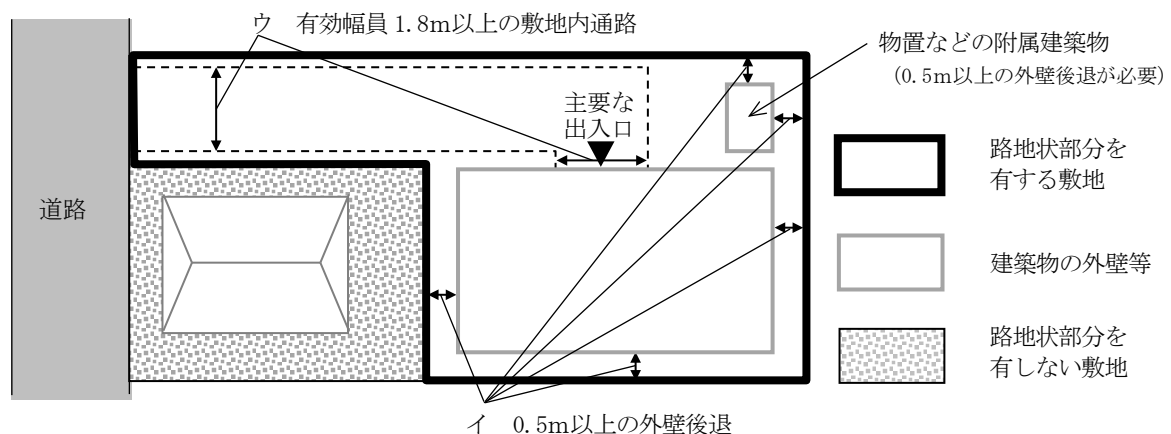 ウ 有効幅員 1.8m以上の敷地内通路
物置などの附属建築物
(0.5m以上の外壁後退が必要)
主要な
出入口
路地状部分を
有する敷地
道路
建築物の外壁等
路地状部分を
有しない敷地
イ 0.5m以上の外壁後退